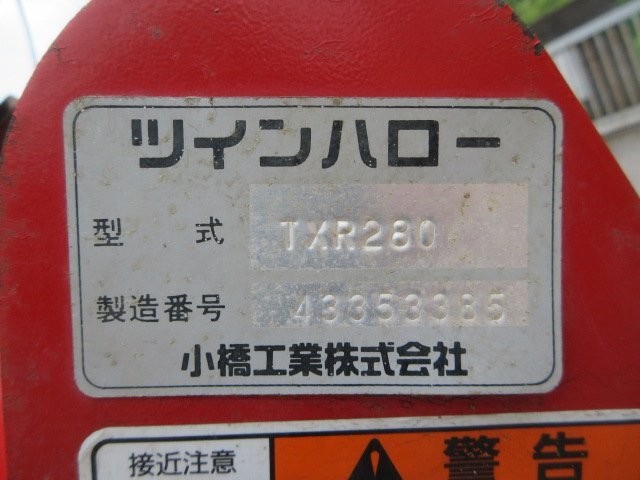 ツインハロー
型式 TXR280
製造番号 43353385
小橋工業株式会社
接近注意 警告